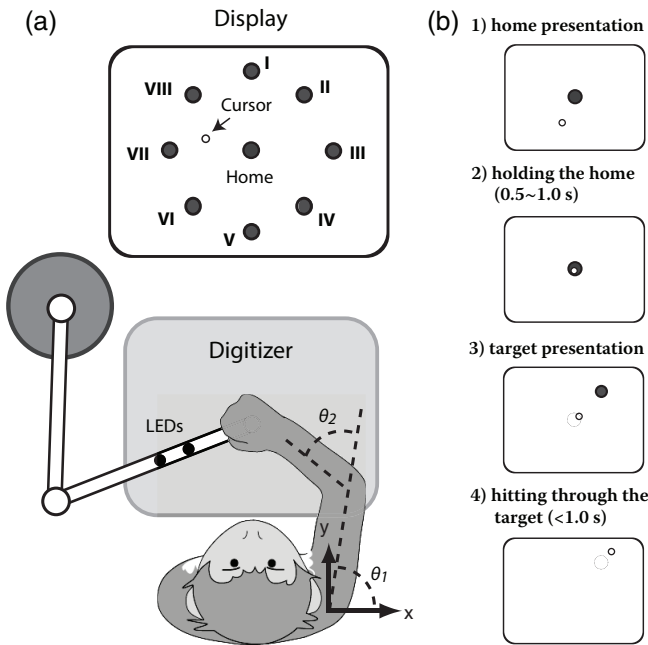 (a)
Display
I
II
III
IV
V
VI
VII
VIII
Cursor
Home
Digitizer
LEDs
θ2
θ1
y
x
(b)
1) home presentation
2) holding the home
(0.5~1.0 s)
3) target presentation
4) hitting through the
target (<1.0 s)